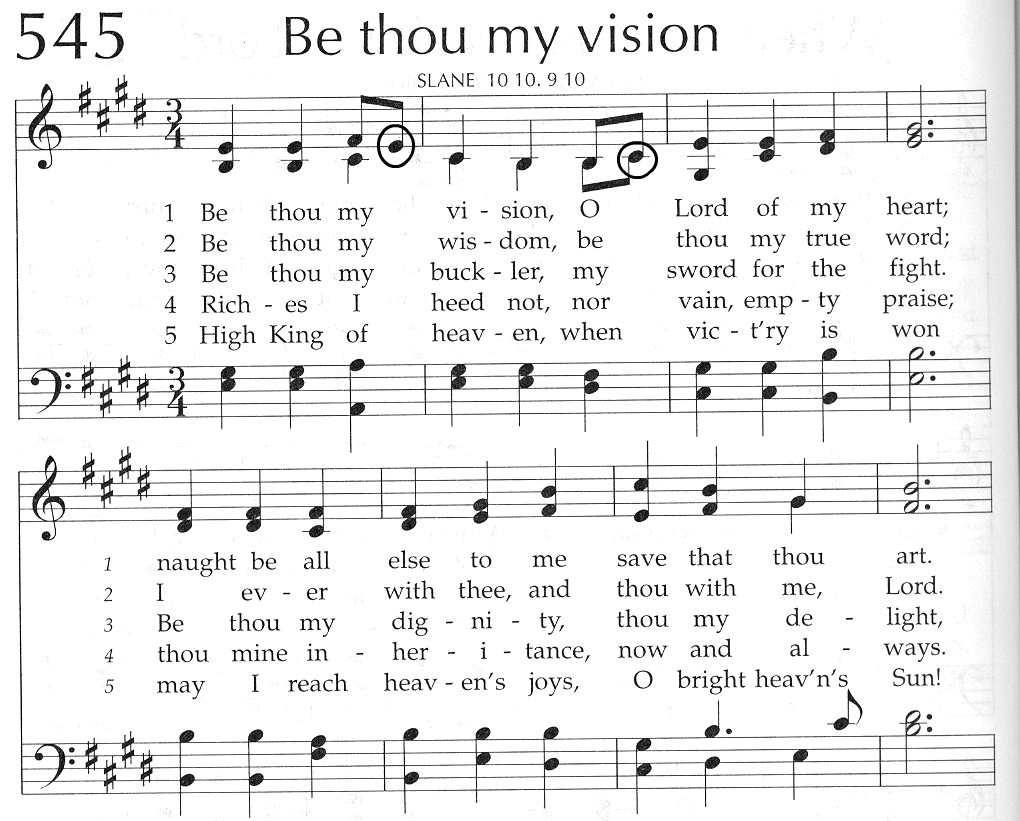 545 Be thou my vision
SLANE 10 10. 9 10
3
4
1 Be thou my vi - sion, O Lord of my heart;
2 Be thou my wis - dom, be thou my true word;
3 Be thou my buck - ler, my sword for the fight.
4 Rich - es I heed not, nor vain, emp - ty praise;
5 High King of heav - en, when vic - t'ry is won
3
4
1 naught be all else to me save that thou art.
2 I ev - er with thee, and thou with me, Lord.
3 Be thou my dig - ni - ty, thou my de - light,
4 thou mine in - her - i - tance, now and al - ways.
5 may I reach heav - en's joys, O bright heav'n's Sun!